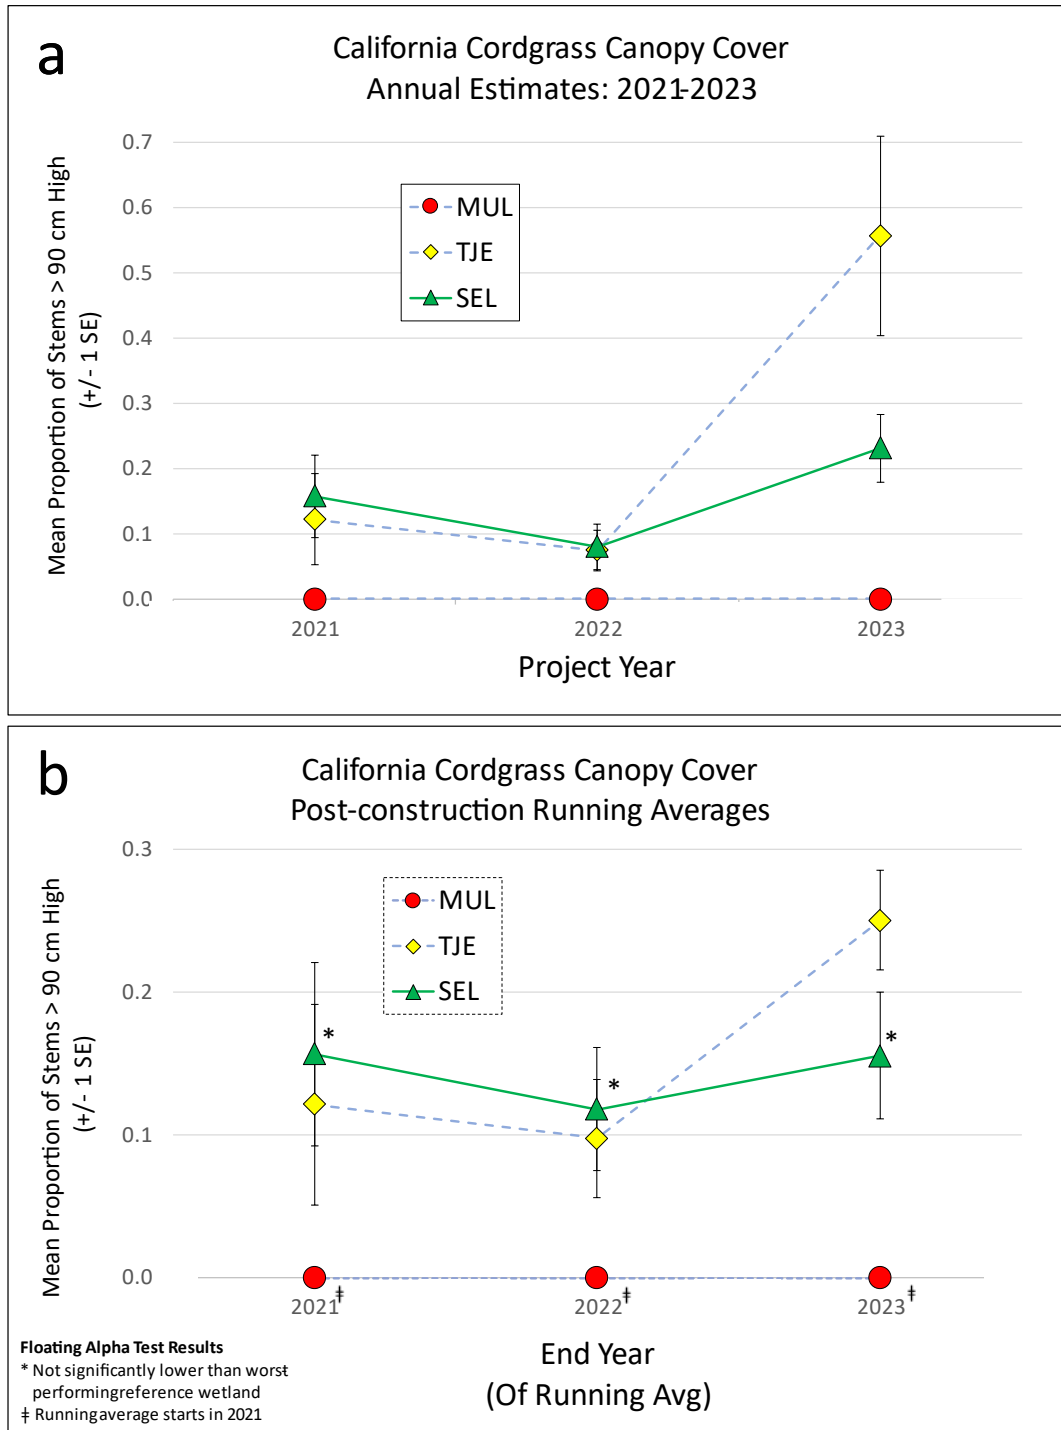 a
California Cordgrass Canopy Cover
Annual Estimates: 2021-2023
Mean Proportion of Stems > 90 cm High
(+/- 1 SE)
0.7
0.6
0.5
0.4
0.3
0.2
0.1
0.0
MUL
TJE
SEL
2021
2022
2023
Project Year
b
California Cordgrass Canopy Cover
Post-construction Running Averages
Mean Proportion of Stems > 90 cm High
(+/- 1 SE)
0.3
0.2
0.1
0.0
MUL
TJE
SEL
*
*
*
2021ǂ
2022ǂ
2023ǂ
End Year
(Of Running Avg)
Floating Alpha Test Results
* Not significantly lower than worst
performingreference wetland
ǂ Runningaverage starts in 2021